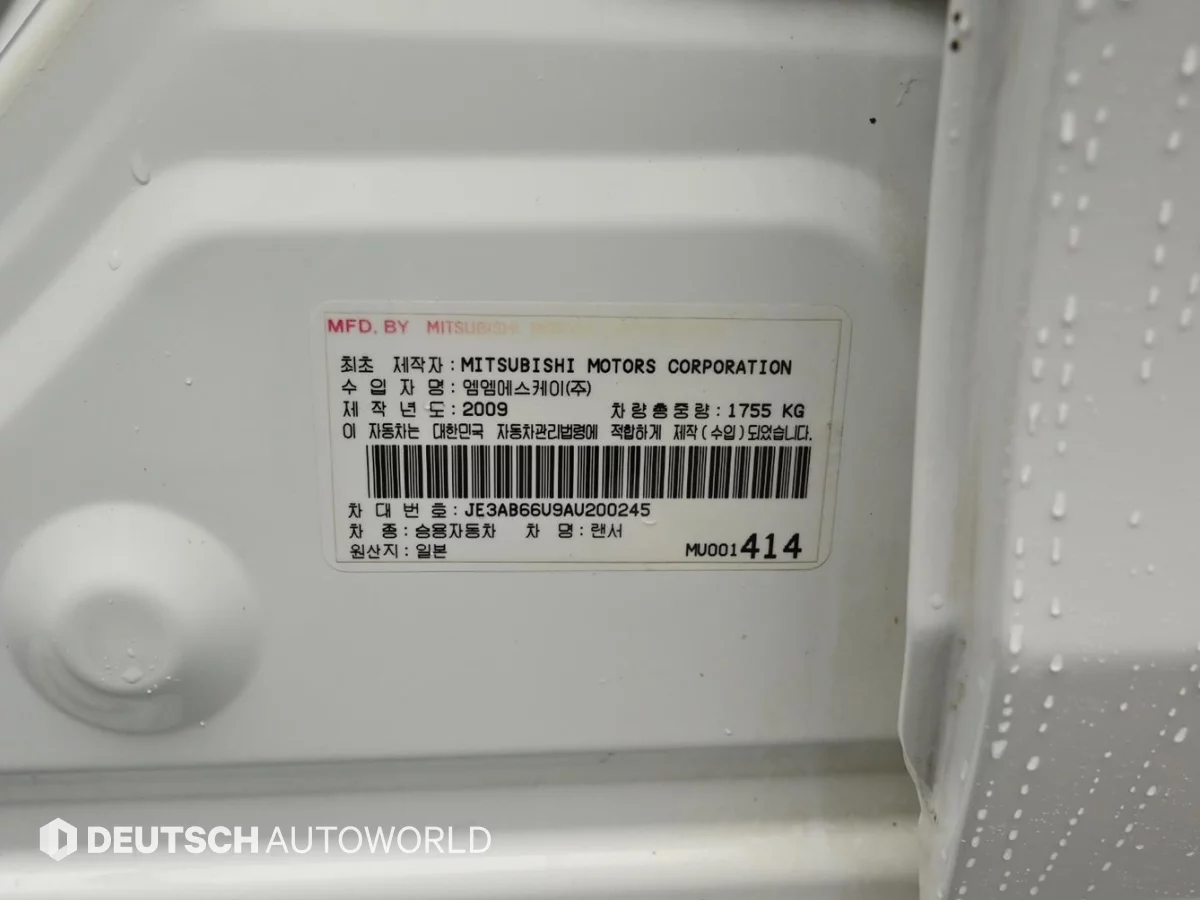 MFD. BY MITSUBISHI
최초 제작자 : MITSUBISHI MOTORS CORPORATION
수 입 자 명 : 엠엠에스케이(주)
제 작 년 도 : 2009 차 량 총 중 량 : 1755 KG
이 자동차는 대한민국 자동차관리법령에 적합하게 제작 ( 수입 ) 되었습니다.
차 대 번 호 : JE3AB66U9AU200245
차 종 : 승용자동차 차 명 : 랜서
원산지 : 일본 MU001414
DEUTSCH AUTOWORLD